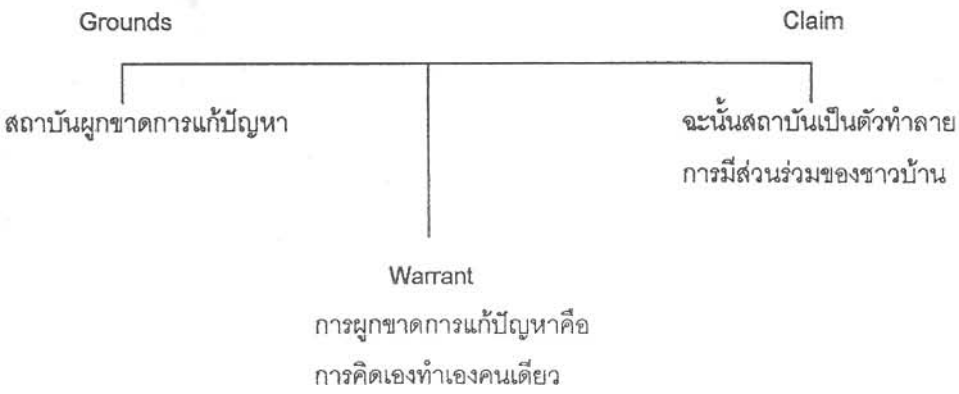 Grounds
Claim
สถาบันผูกขาดการแก้ปัญหา
ฉะนั้นสถาบันเป็นตัวทำลาย
การมีส่วนร่วมของชาวบ้าน
Warrant
การผูกขาดการแก้ปัญหาคือ
การคิดเองทำเองคนเดียว